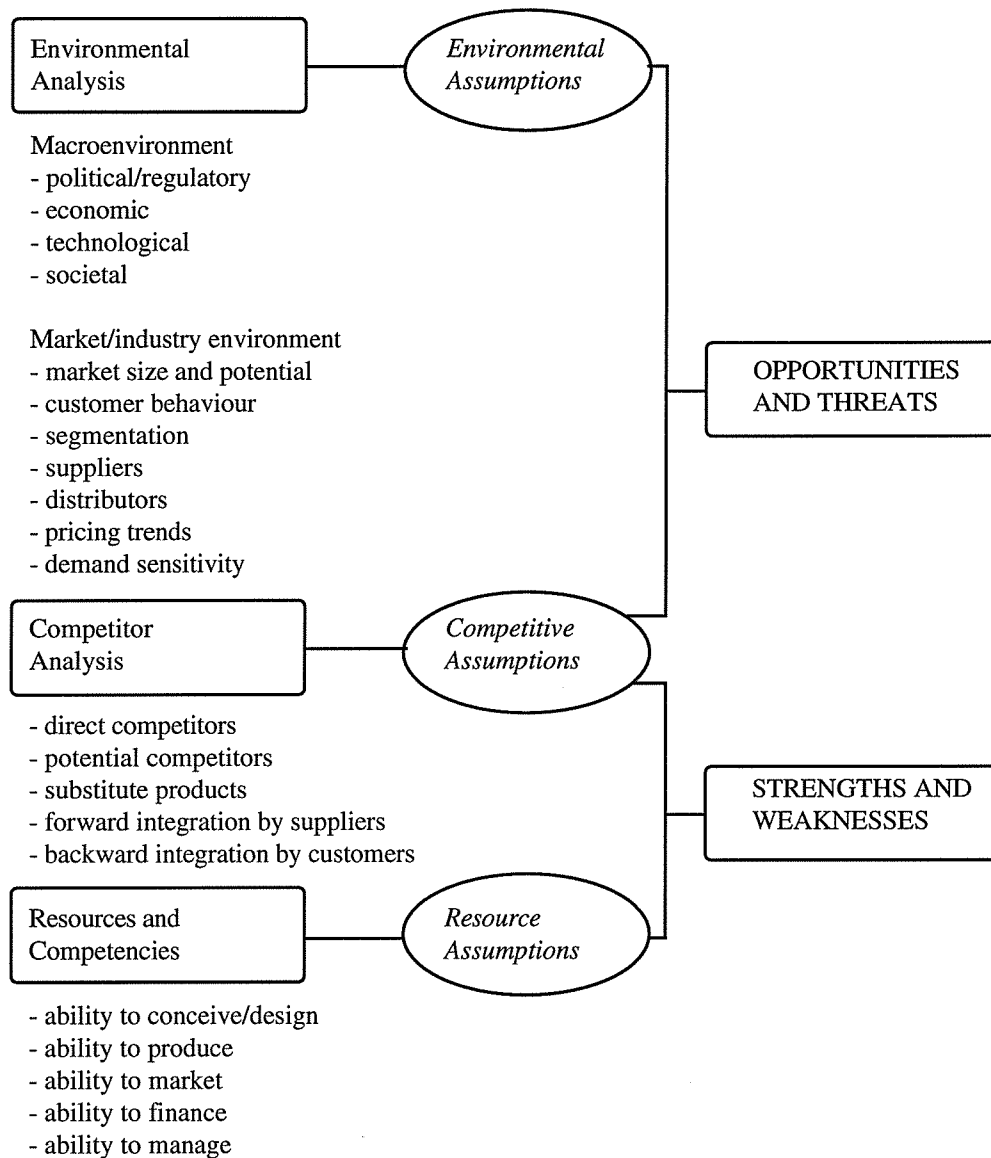 Environmental
Analysis
Environmental
Assumptions
Macroenvironment
- political/regulatory
- economic
- technological
- societal
Market/industry environment
- market size and potential
- customer behaviour
- segmentation
- suppliers
- distributors
- pricing trends
- demand sensitivity
OPPORTUNITIES
AND THREATS
Competitor
Analysis
Competitive
Assumptions
- direct competitors
- potential competitors
- substitute products
- forward integration by suppliers
- backward integration by customers
STRENGTHS AND
WEAKNESSES
Resources and
Competencies
Resource
Assumptions
- ability to conceive/design
- ability to produce
- ability to market
- ability to finance
- ability to manage